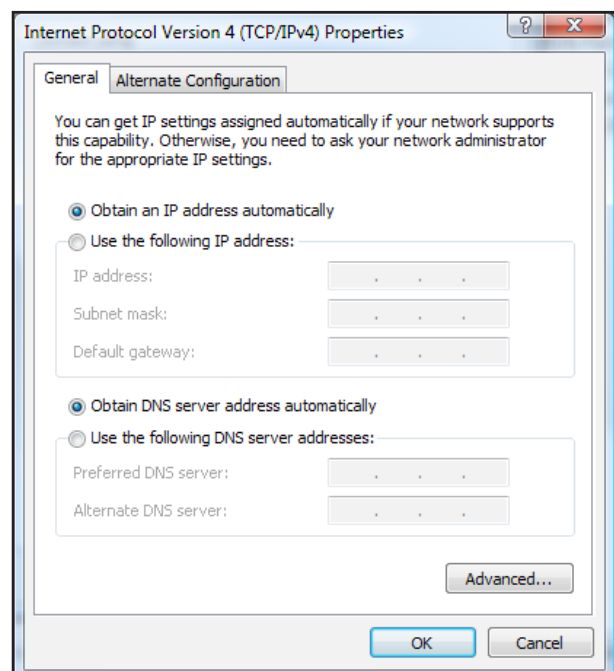 Internet Protocol Version 4 (TCP/IPv4) Properties
General
Alternate Configuration
You can get IP settings assigned automatically if your network supports
this capability. Otherwise, you need to ask your network administrator
for the appropriate IP settings.
Obtain an IP address automatically
Use the following IP address:
IP address:
. . .
Subnet mask:
. . .
Default gateway:
. . .
Obtain DNS server address automatically
Use the following DNS server addresses:
Preferred DNS server:
. . .
Alternate DNS server:
. . .
Advanced...
OK
Cancel